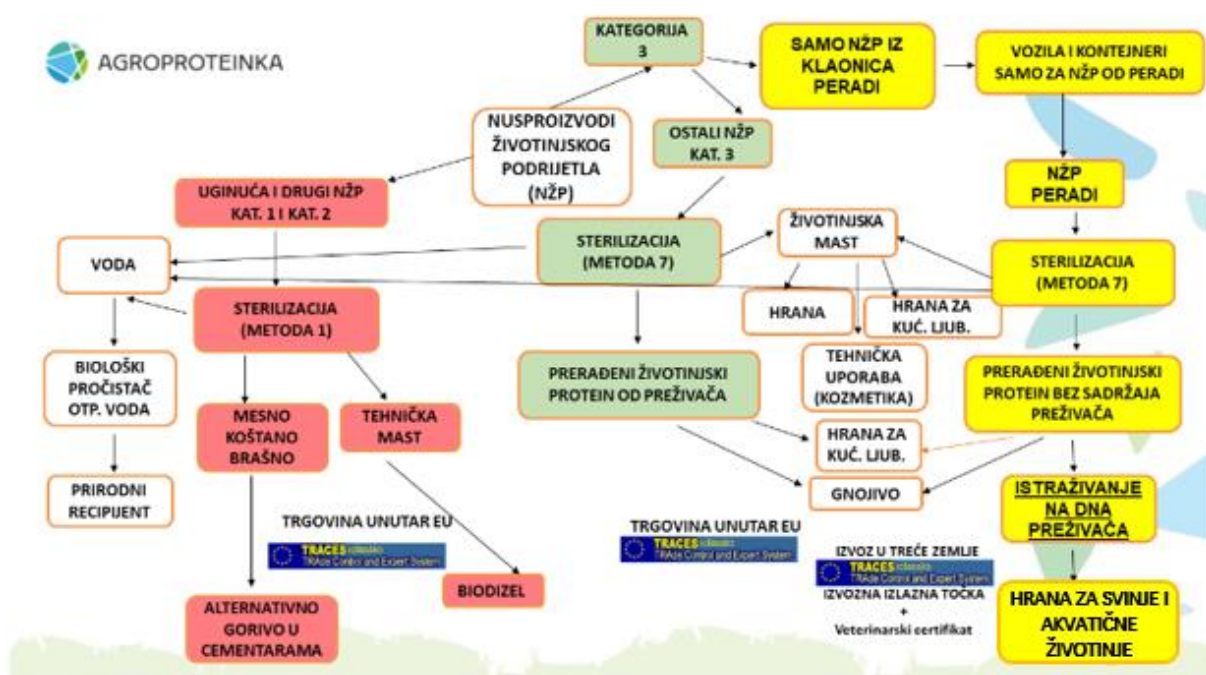 AGROPROTEINKA
KATEGORIJA
3
SAMO NŽP IZ
KLAONICA
PERADI
VOZILA I KONTEJNERI
SAMO ZA NŽP OD PERADI
NUSPROIZVODI
ŽIVOTINJSKOG
PODRIJETLA
(NŽP)
OSTALI NŽP
KAT. 3
NŽP
PERADI
UGINUĆA I DRUGI NŽP
KAT. 1 I KAT. 2
VODA
STERILIZACIJA
(METODA 7)
ŽIVOTINJSKA
MAST
STERILIZACIJA
(METODA 7)
STERILIZACIJA
(METODA 1)
HRANA
HRANA ZA
KUĆ. LJUB.
BIOLOŠKI
PROČISTAČ
OTP. VODA
PRERAĐENI ŽIVOTINJSKI
PROTEIN OD PREŽIVAČA
TEHNIČKA
UPORABA
(KOZMETIKA)
PRERAĐENI ŽIVOTINJSKI
PROTEIN BEZ SADRŽAJA
PREŽIVAČA
MESNO
KOŠTANO
BRAŠNO
TEHNIČKA
MAST
HRANA ZA
KUĆ. LJUB.
PRIRODNI
RECIPIJENT
GNOJIVO
ISTRAŽIVANJE
NA DNA
PREŽIVAČA
TRGOVINA UNUTAR EU
TRACES
TRAde Control and Expert System
TRGOVINA UNUTAR EU
TRACES
TRAde Control and Expert System
IZVOZ U TREĆE ZEMLJE
TRACES
TRAde Control and Expert System
IZVOZNA IZLAZNA TOČKA
+
Veterinarski certifikat
BIODIZEL
ALTERNATIVNO
GORIVO U
CEMENTARAMA
HRANA ZA SVINJE I
AKVATIČNE
ŽIVOTINJE